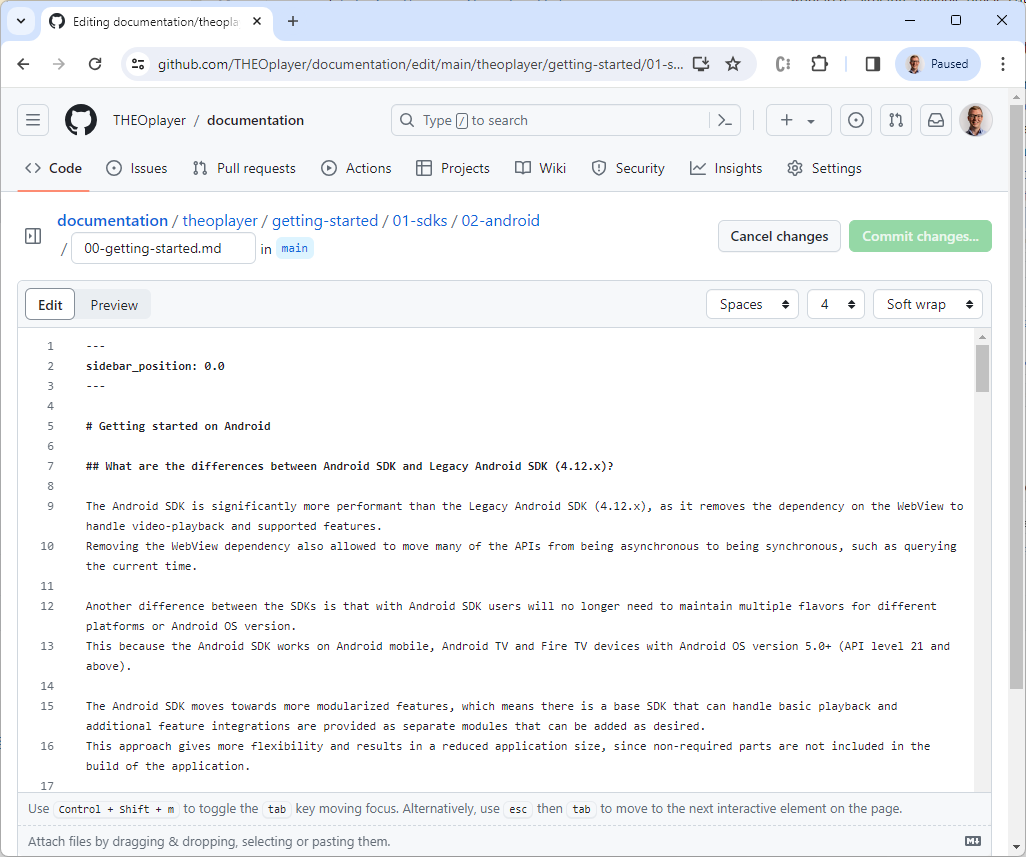 Editing documentation/theopla
github.com/THEOplayer/documentation/edit/main/theoplayer/getting-started/01-s...
Paused
THEOplayer / documentation
Type / to search
Code Issues Pull requests Actions Projects Wiki Security Insights Settings
documentation / theoplayer / getting-started / 01-sdks / 02-android
/ 00-getting-started.md in main
Cancel changes Commit changes...
Edit Preview Spaces 4 Soft wrap
1 ---
2 sidebar_position: 0.0
3 ---
4
5 # Getting started on Android
6
7 ## What are the differences between Android SDK and Legacy Android SDK (4.12.x)?
8
9 The Android SDK is significantly more performant than the Legacy Android SDK (4.12.x), as it removes the dependency on the WebView to
handle video-playback and supported features.
10 Removing the WebView dependency also allowed to move many of the APIs from being asynchronous to being synchronous, such as querying
the current time.
11
12 Another difference between the SDKs is that with Android SDK users will no longer need to maintain multiple flavors for different
platforms or Android OS version.
13 This because the Android SDK works on Android mobile, Android TV and Fire TV devices with Android OS version 5.0+ (API level 21 and
above).
14
15 The Android SDK moves towards more modularized features, which means there is a base SDK that can handle basic playback and
additional feature integrations are provided as separate modules that can be added as desired.
16 This approach gives more flexibility and results in a reduced application size, since non-required parts are not included in the
build of the application.
17
Use Control + Shift + m to toggle the tab key moving focus. Alternatively, use esc then tab to move to the next interactive element on the page.
Attach files by dragging & dropping, selecting or pasting them.